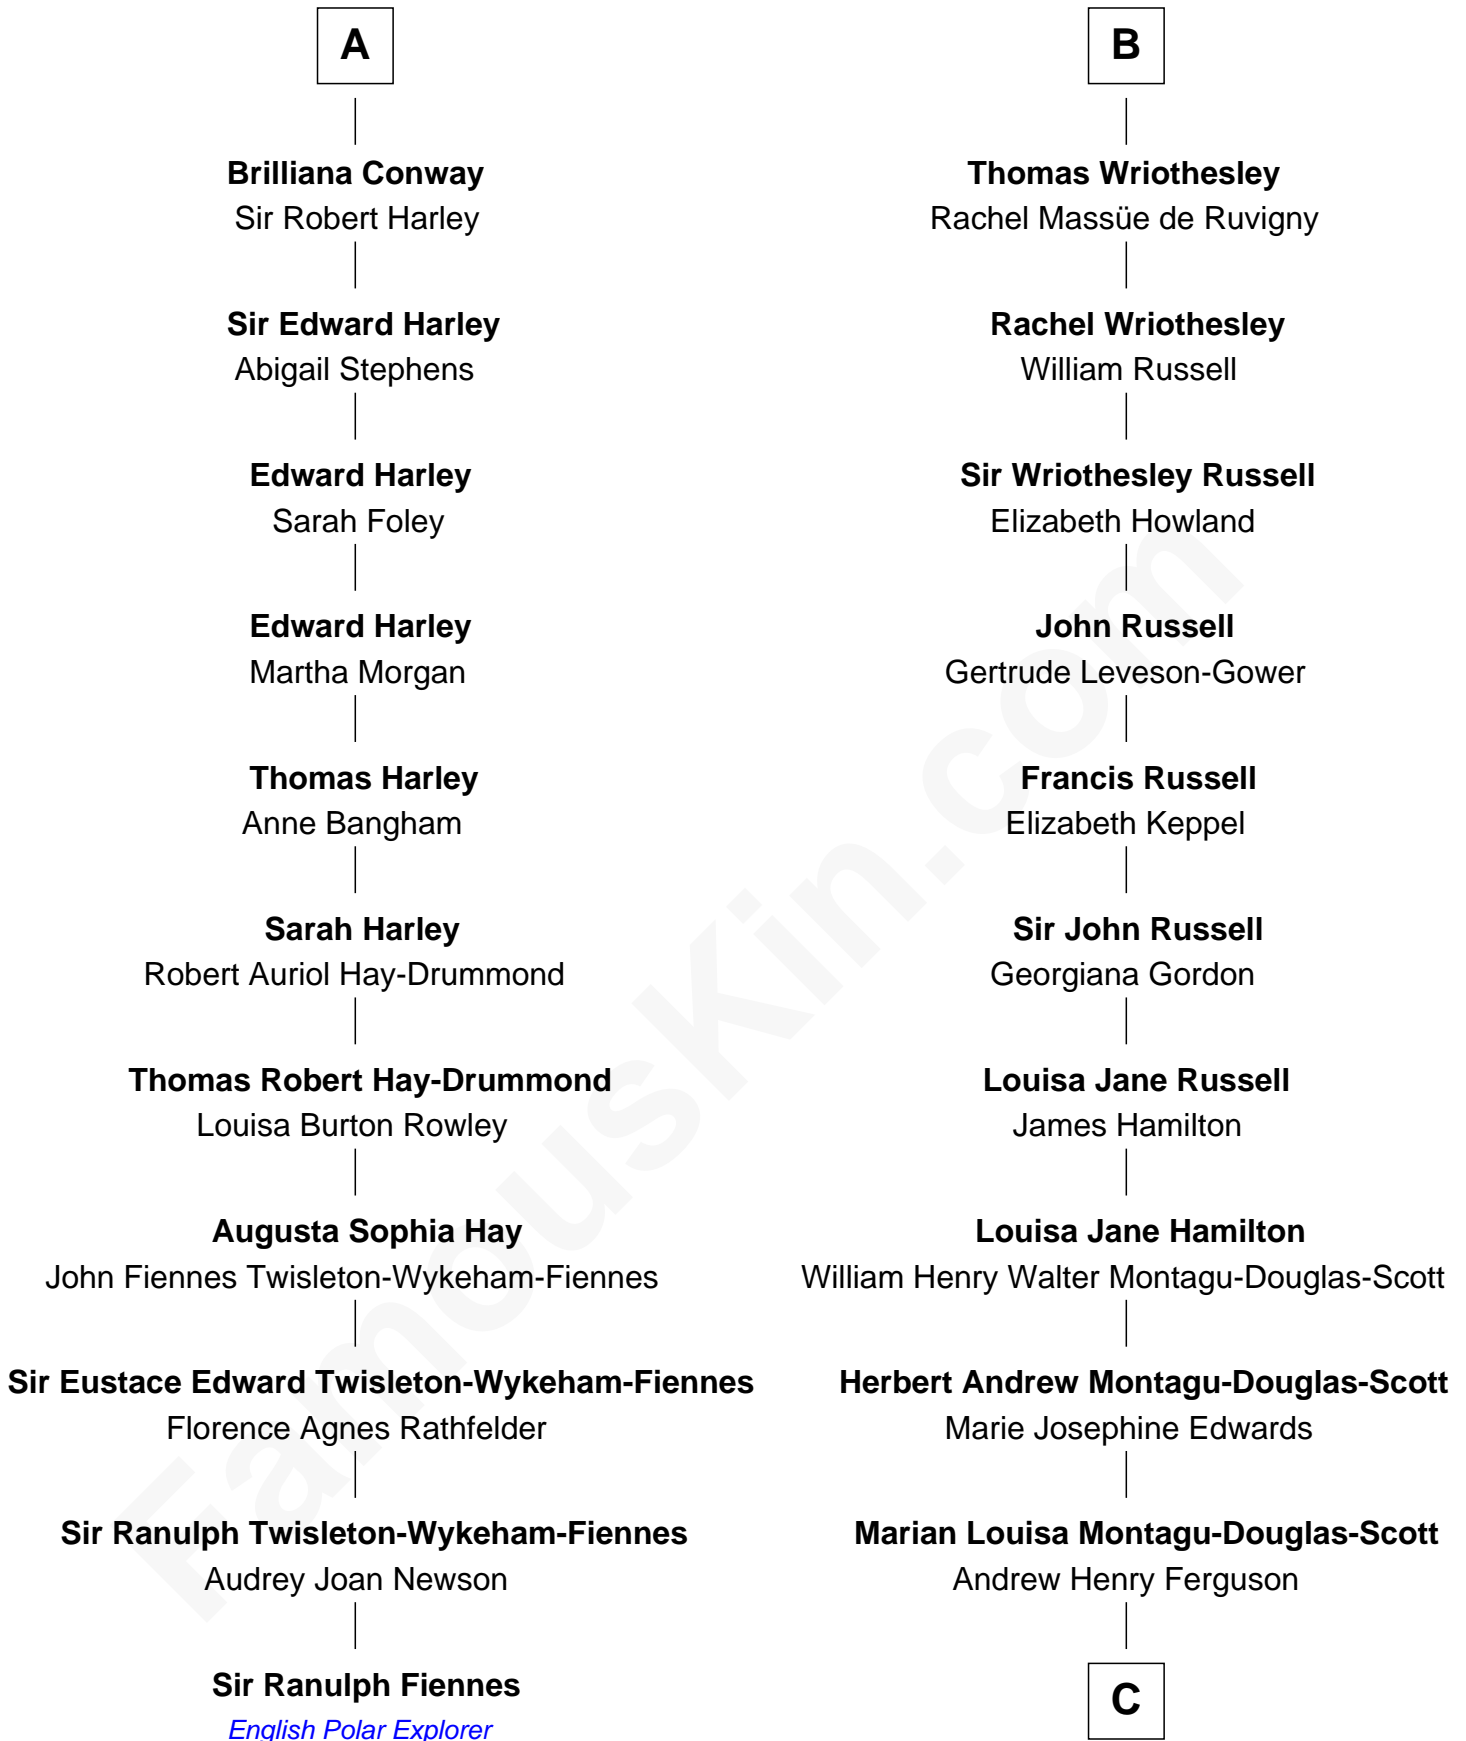 A
Brilliana Conway
Sir Robert Harley
Sir Edward Harley
Abigail Stephens
Edward Harley
Sarah Foley
Edward Harley
Martha Morgan
Thomas Harley
Anne Bangham
Sarah Harley
Robert Auriol Hay-Drummond
Thomas Robert Hay-Drummond
Louisa Burton Rowley
Augusta Sophia Hay
John Fiennes Twisleton-Wykeham-Fiennes
Sir Eustace Edward Twisleton-Wykeham-Fiennes
Florence Agnes Rathfelder
Sir Ranulph Twisleton-Wykeham-Fiennes
Audrey Joan Newson
Sir Ranulph Fiennes
English Polar Explorer
B
Thomas Wriothesley
Rachel Massüe de Ruvigny
Rachel Wriothesley
William Russell
Sir Wriothesley Russell
Elizabeth Howland
John Russell
Gertrude Leveson-Gower
Francis Russell
Elizabeth Keppel
Sir John Russell
Georgiana Gordon
Louisa Jane Russell
James Hamilton
Louisa Jane Hamilton
William Henry Walter Montagu-Douglas-Scott
Herbert Andrew Montagu-Douglas-Scott
Marie Josephine Edwards
Marian Louisa Montagu-Douglas-Scott
Andrew Henry Ferguson
C
FamousKin.com